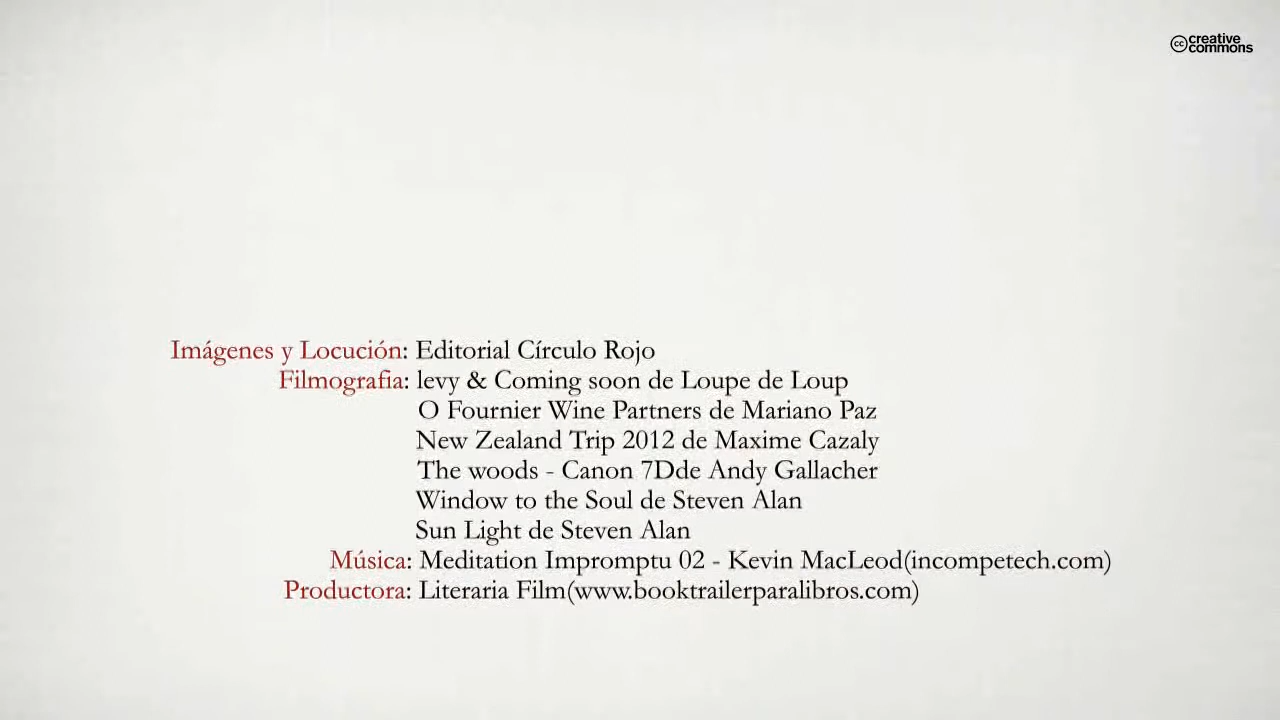 cc creative
commons
Imágenes y Locución: Editorial Círculo Rojo
Filmografia: levy & Coming soon de Loupe de Loup
O Fournier Wine Partners de Mariano Paz
New Zealand Trip 2012 de Maxime Cazaly
The woods - Canon 7Dde Andy Gallacher
Window to the Soul de Steven Alan
Sun Light de Steven Alan
Música: Meditation Impromptu 02 - Kevin MacLeod(incompetech.com)
Productora: Literaria Film(www.booktrailerparalibros.com)